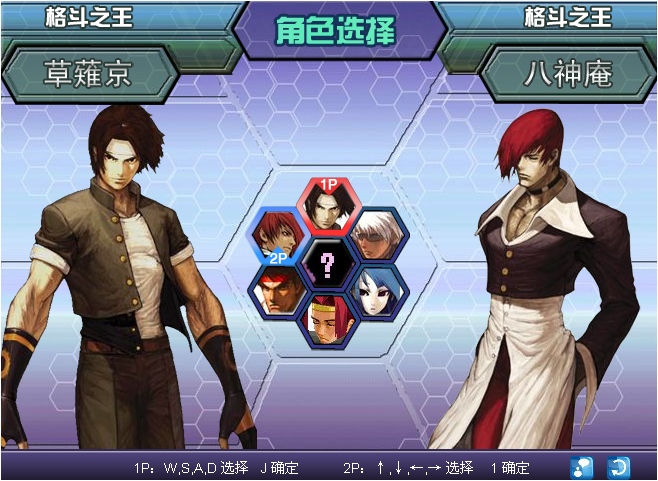 格斗之王
角色选择
格斗之王
草薙京
八神庵
1P
2P
?
1P: W,S,A,D 选择 J 确定 2P: ↑,↓,←,→ 选择 1 确定